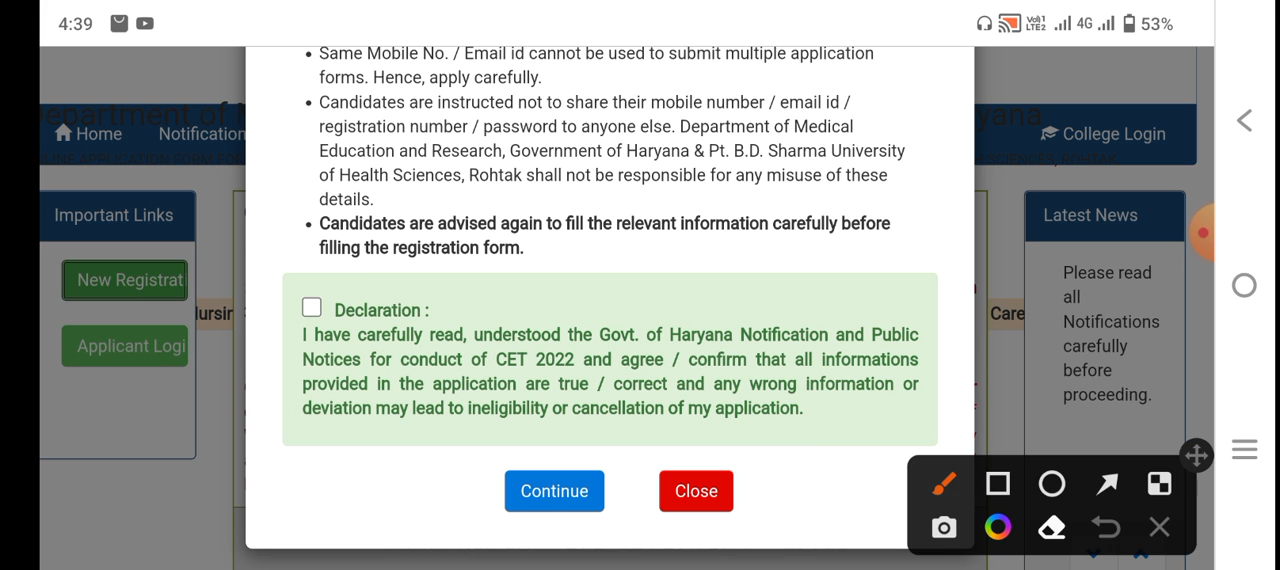 4:39
Vo)) 1
LTE2
4G
53%
Same Mobile No. / Email id cannot be used to submit multiple application
forms. Hence, apply carefully.
Candidates are instructed not to share their mobile number / email id /
registration number / password to anyone else. Department of Medical
Education and Research, Government of Haryana & Pt. B.D. Sharma University
of Health Sciences, Rohtak shall not be responsible for any misuse of these
details.
Candidates are advised again to fill the relevant information carefully before
filling the registration form.
Declaration :
I have carefully read, understood the Govt. of Haryana Notification and Public
Notices for conduct of CET 2022 and agree / confirm that all informations
provided in the application are true / correct and any wrong information or
deviation may lead to ineligibility or cancellation of my application.
Continue
Close
Home
Notification
College Login
Important Links
New Registrat
Applicant Logi
Care
Latest News
Please read
all
Notifications
carefully
before
proceeding.